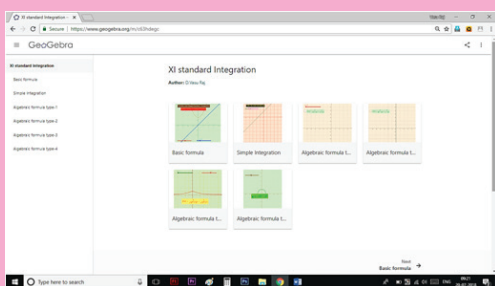 XI standard Integration
Secure
https://www.geogebra.org/m/
GeoGebra
XI standard Integration
Basic formula
Simple Integration
Algebraic formula type-1
Algebraic formula type-2
Algebraic formula type-3
Algebraic formula type-4
XI standard Integration
Author:
Basic formula
Simple Integration
Algebraic formula t...
Algebraic formula t...
Algebraic formula t...
Algebraic formula t...
Next
Basic formula
Type here to search
ENG